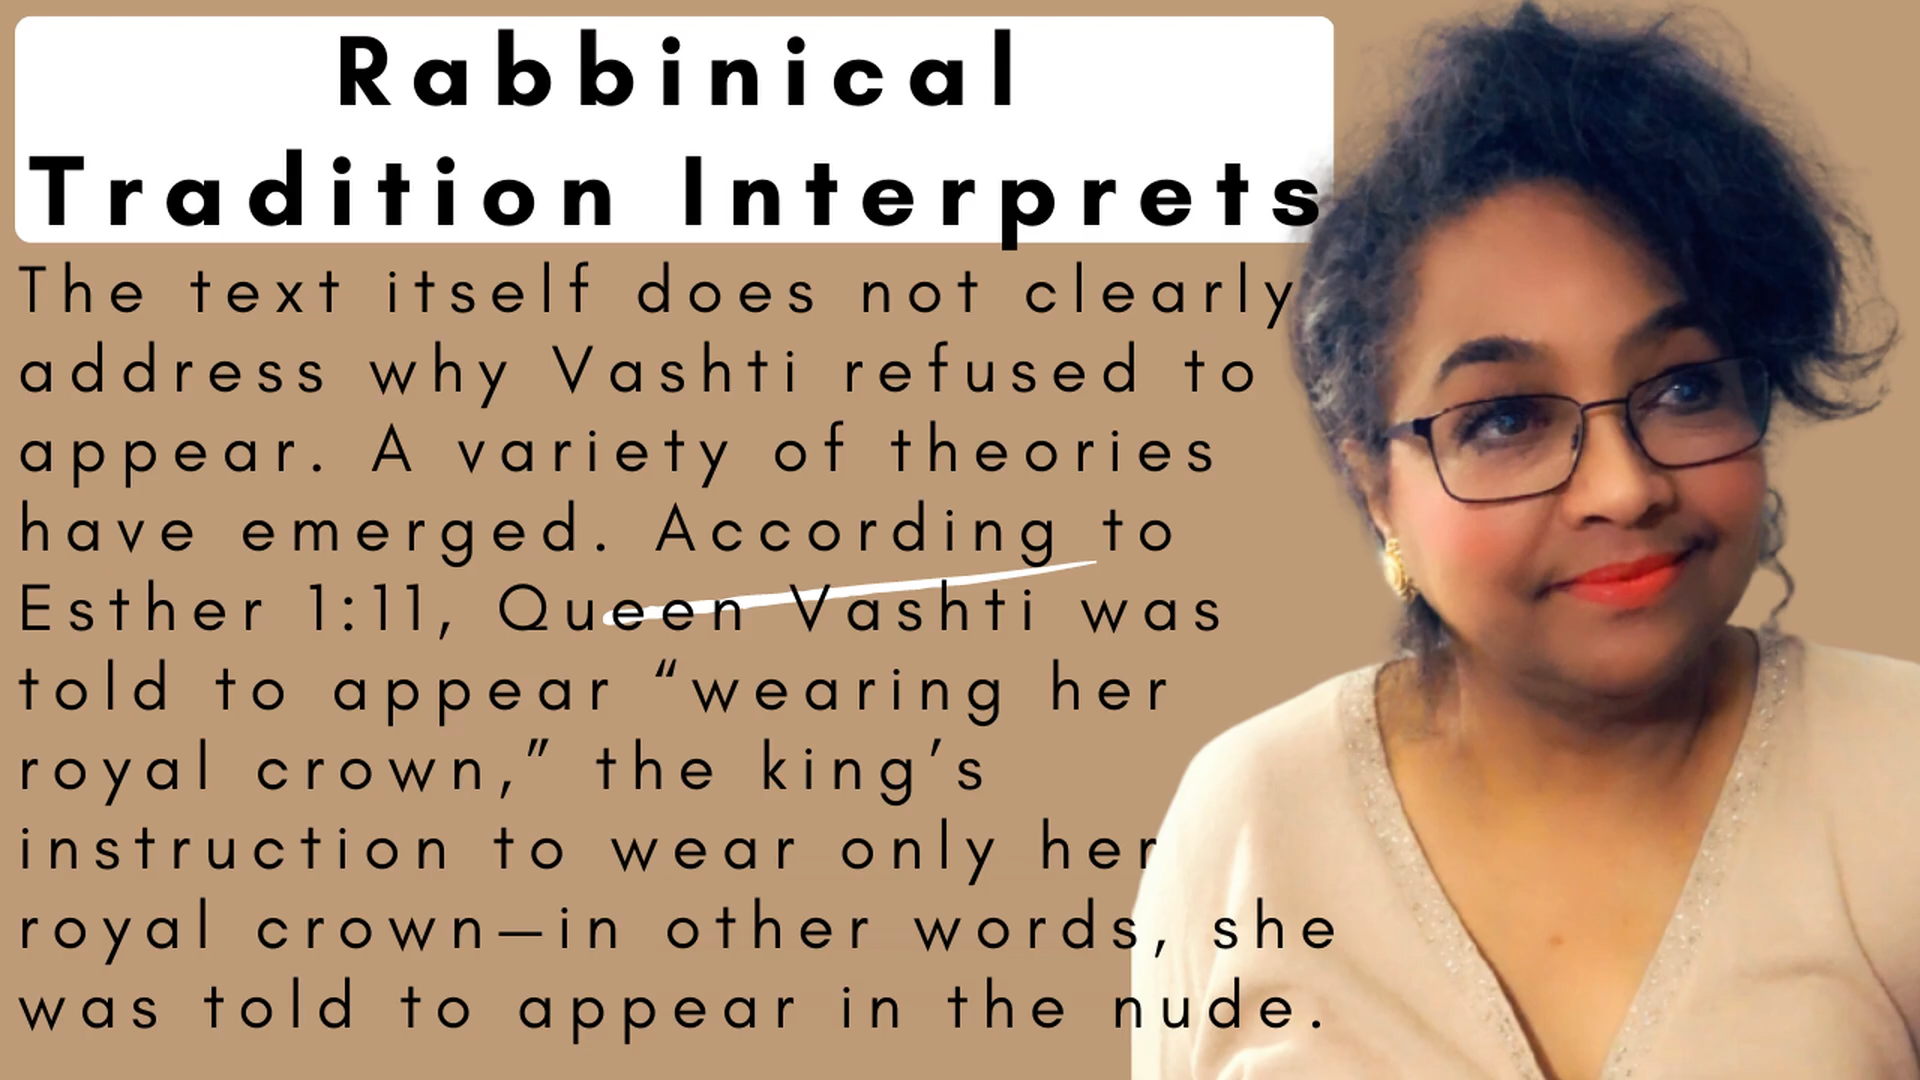 Rabbinical
Tradition Interprets
The text itself does not clearly
address why Vashti refused to
appear. A variety of theories
have emerged. According to
Esther 1:11, Queen Vashti was
told to appear “wearing her
royal crown,” the king’s
instruction to wear only her
royal crown—in other words, she
was told to appear in the nude.